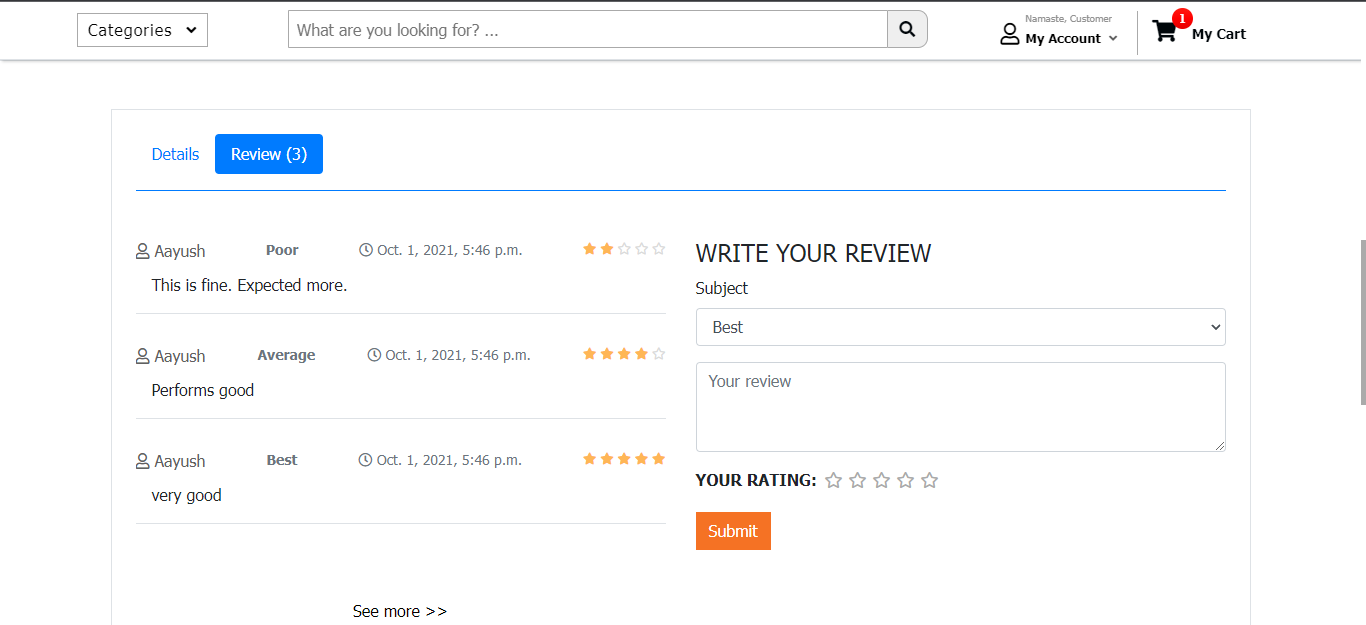 Categories
What are you looking for? ...
Namaste, Customer
My Account
1
My Cart
Details
Review (3)
Aayush Poor Oct. 1, 2021, 5:46 p.m.
This is fine. Expected more.
Aayush Average Oct. 1, 2021, 5:46 p.m.
Performs good
Aayush Best Oct. 1, 2021, 5:46 p.m.
very good
See more >>
WRITE YOUR REVIEW
Subject
Best
Your review
YOUR RATING:
Submit